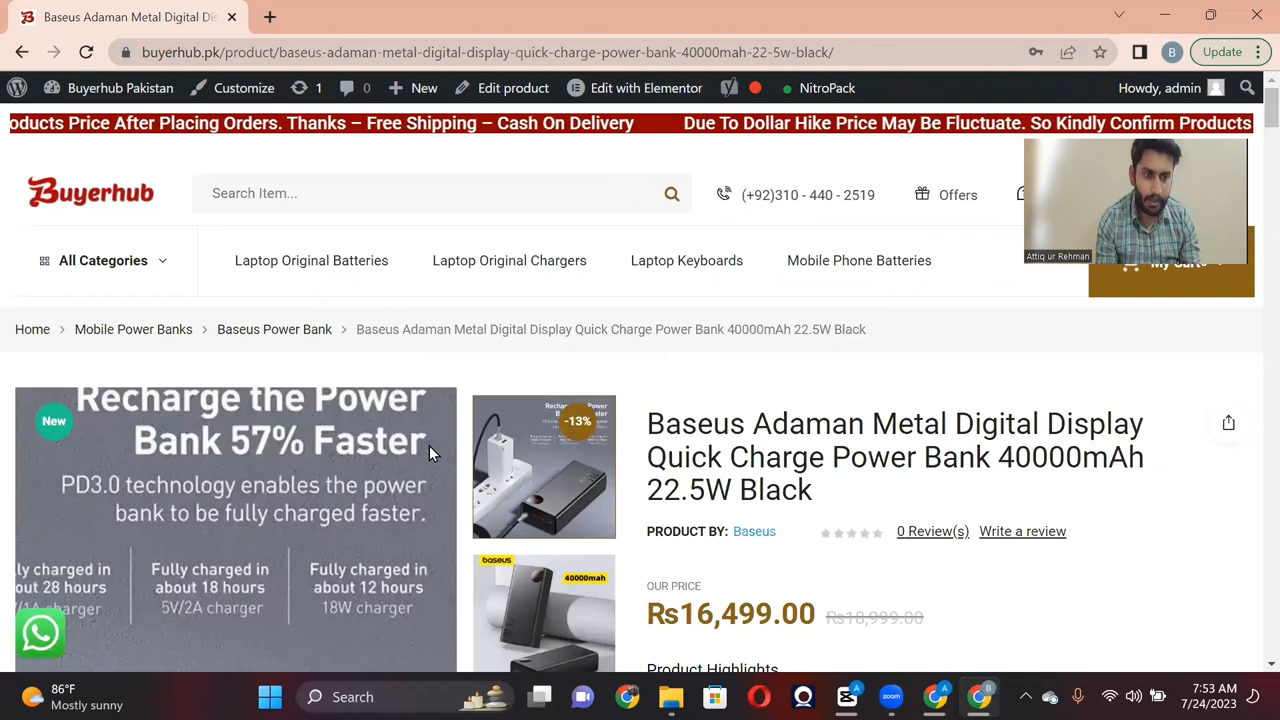 Baseus Adaman Metal Digital Dis
buyerhub.pk/product/baseus-adaman-metal-digital-display-quick-charge-power-bank-40000mah-22-5w-black/
B
Update
Buyerhub Pakistan
Customize
1
0
New
Edit product
Edit with Elementor
NitroPack
Howdy, admin
oducts Price After Placing Orders. Thanks – Free Shipping – Cash On Delivery
Due To Dollar Hike Price May Be Fluctuate. So Kindly Confirm Products
Buyerhub
Search Item...
(+92)310 - 440 - 2519
Offers
Attiq ur Rehman
All Categories
Laptop Original Batteries
Laptop Original Chargers
Laptop Keyboards
Mobile Phone Batteries
Home > Mobile Power Banks > Baseus Power Bank > Baseus Adaman Metal Digital Display Quick Charge Power Bank 40000mAh 22.5W Black
New
Recharge the Power
Bank 57% Faster
PD3.0 technology enables the power
bank to be fully charged faster.
ly charged in
out 28 hours
/1A charger
Fully charged in
about 18 hours
5V/2A charger
Fully charged in
about 12 hours
18W charger
-13%
baseus
40000mah
Baseus Adaman Metal Digital Display
Quick Charge Power Bank 40000mAh
22.5W Black
PRODUCT BY: Baseus
0 Review(s)
Write a review
OUR PRICE
₨16,499.00 ₨18,999.00
Product Highlights
86°F
Mostly sunny
Search
zoom
7:53 AM
7/24/2023